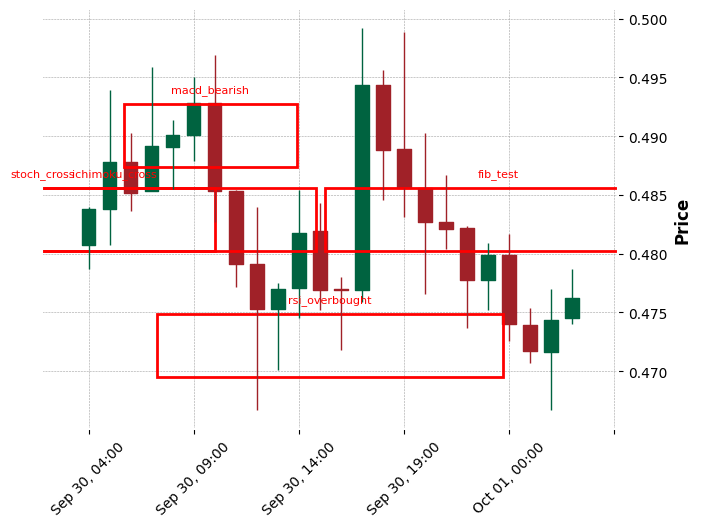 0.500
0.495
macd_bearish
0.490
stoch_cross
fib_test
0.485
Price
0.480
rsi_overbought
0.475
0.470
Sep 30, 04:00
Sep 30, 09:00
Sep 30, 14:00
Sep 30, 19:00
Oct 01, 00:00